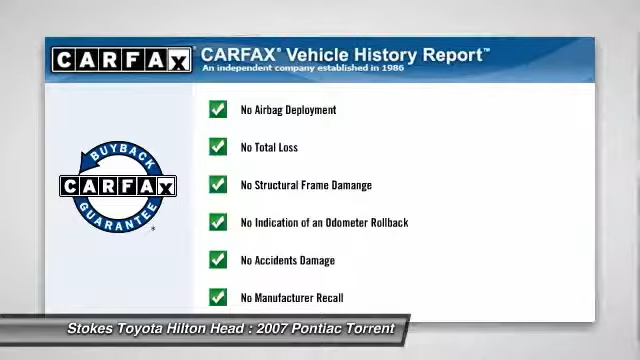 CARFAX® CARFAX® Vehicle History Report™
An independent company established in 1986
No Airbag Deployment
No Total Loss
BUYBACK
CARFAX
GUARANTEE*
No Structural Frame Damange
No Indication of an Odometer Rollback
No Accidents Damage
No Manufacturer Recall
Stokes Toyota Hilton Head : 2007 Pontiac Torrent